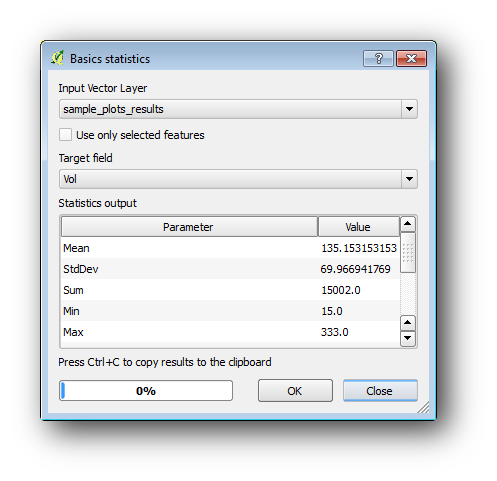 Basics statistics
Input Vector Layer
sample_plots_results
Use only selected features
Target field
Vol
Statistics output
Parameter Value
Mean 135.153153153
StdDev 69.966941769
Sum 15002.0
Min 15.0
Max 333.0
Press Ctrl+C to copy results to the clipboard
0% OK Close